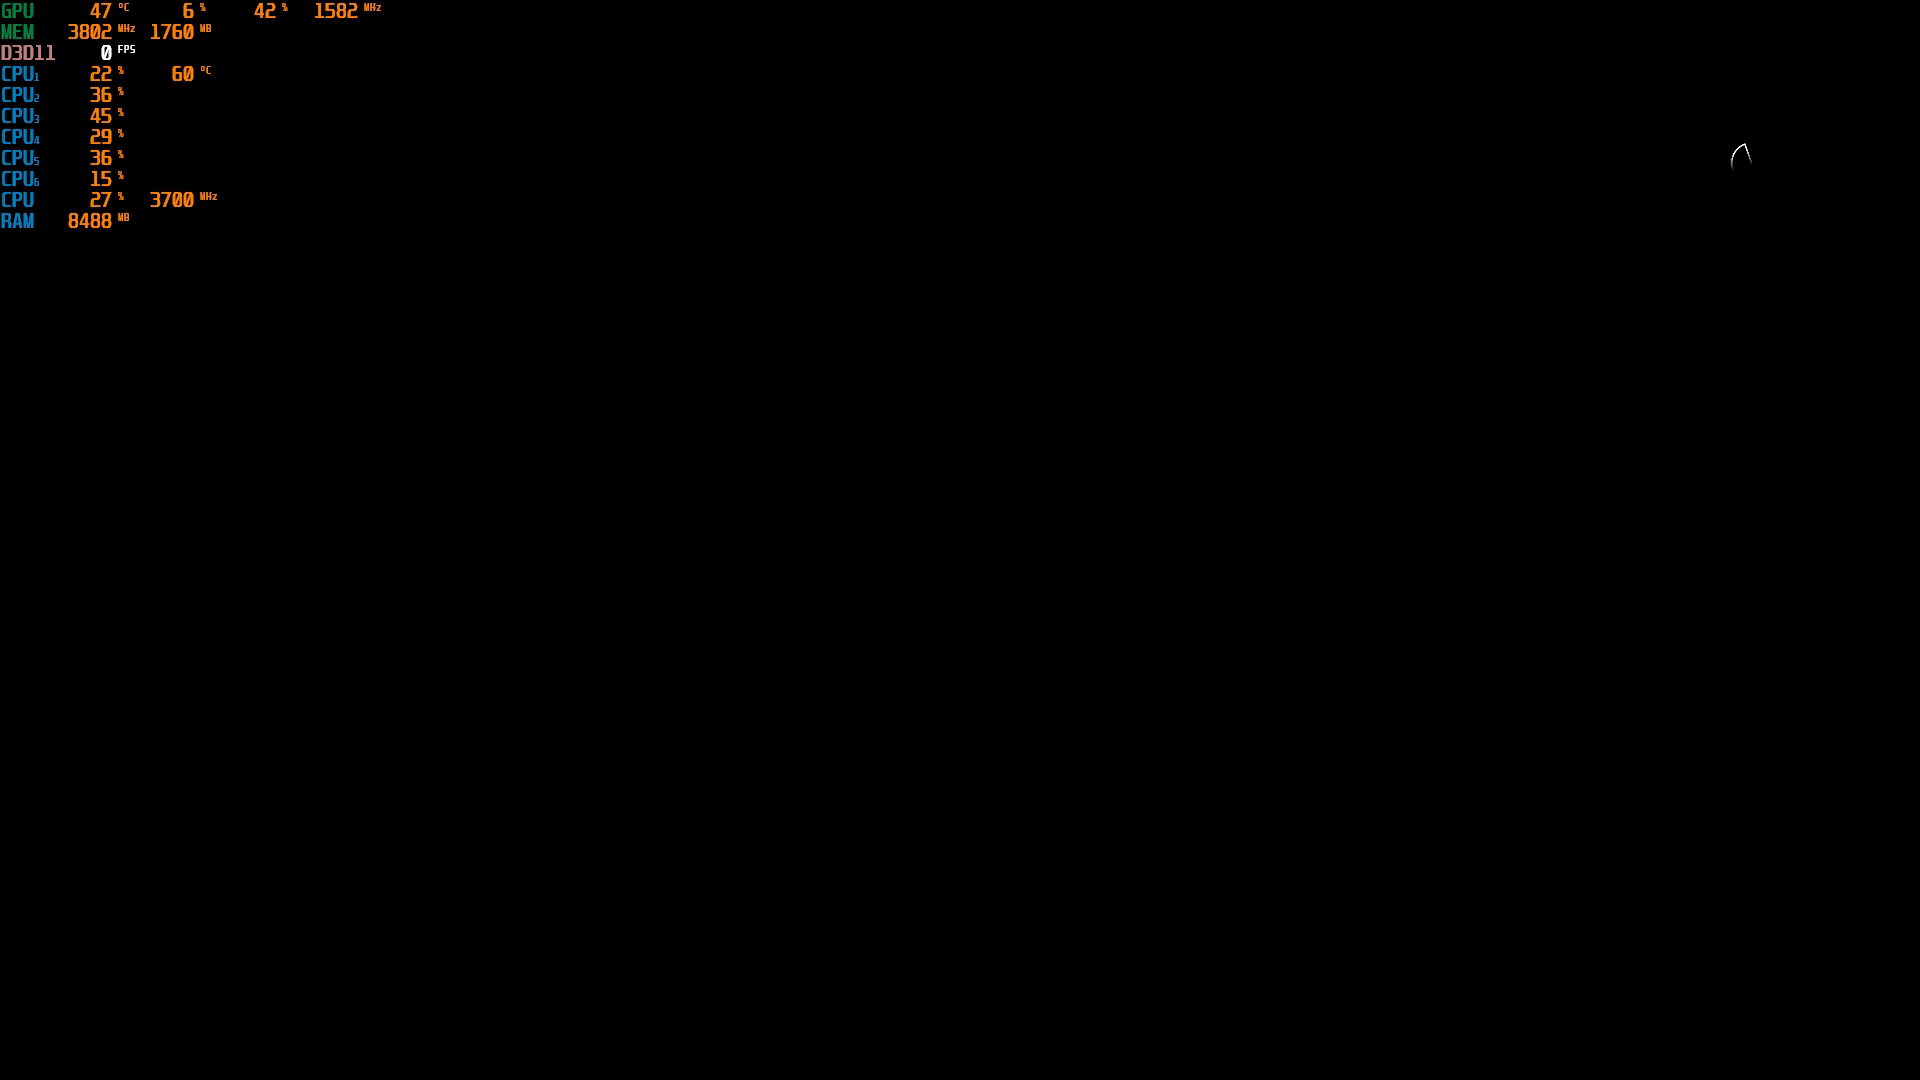 GPU 47 °C 6 % 42 % 1582 MHz
MEM 3802 MHz 1760 MB
D3D11 0 FPS
CPU1 22 % 60 °C
CPU2 36 %
CPU3 45 %
CPU4 29 %
CPU5 36 %
CPU6 15 %
CPU 27 % 3700 MHz
RAM 8488 MB